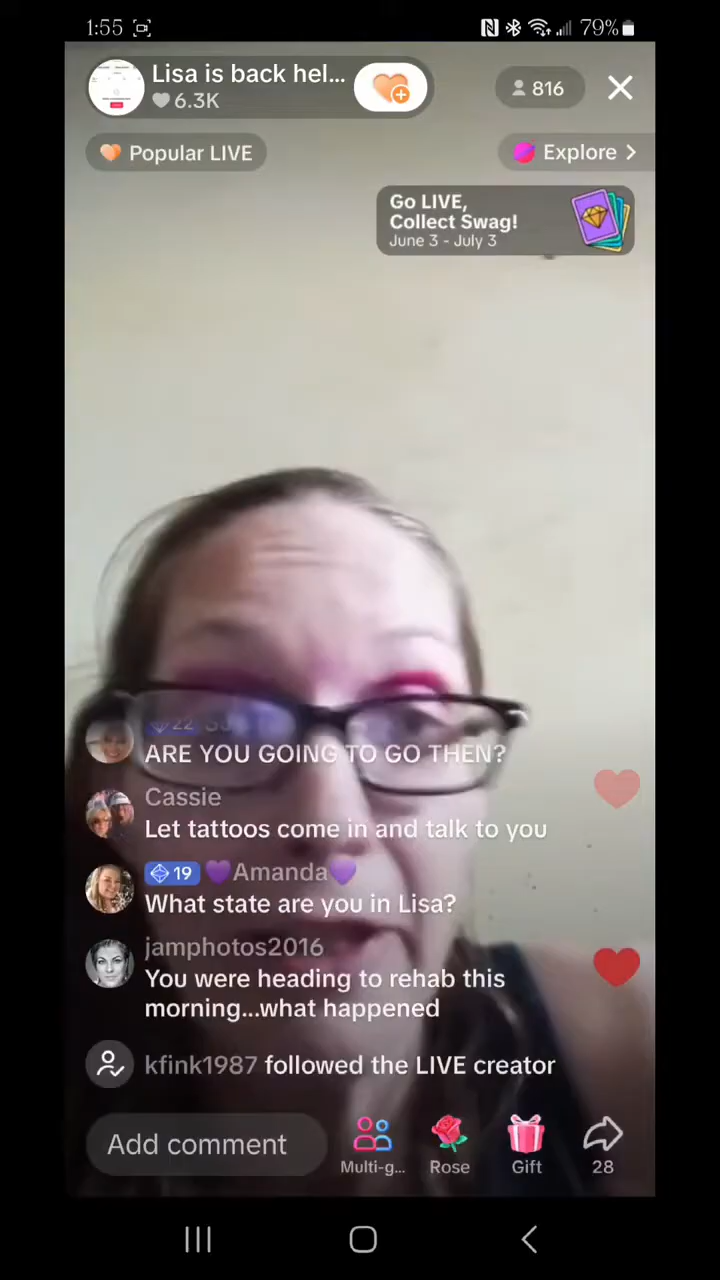 1:55
79%
Lisa is back hel...
6.3K
816
Popular LIVE
Explore >
Go LIVE,
Collect Swag!
June 3 - July 3
22
ARE YOU GOING TO GO THEN?
Cassie
Let tattoos come in and talk to you
19 💜Amanda💜
What state are you in Lisa?
jamphotos2016
You were heading to rehab this
morning...what happened
kfink1987 followed the LIVE creator
Add comment
Multi-g...
Rose
Gift
28